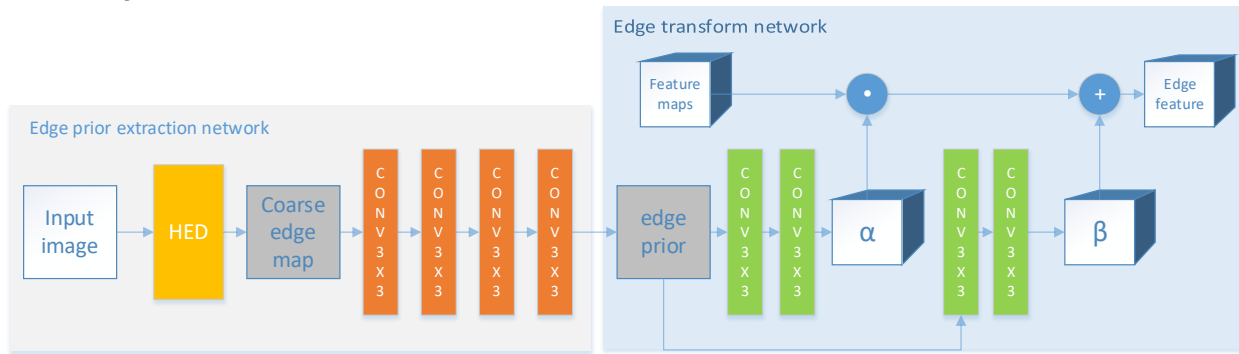 Edge transform network
Feature
maps
•
+
Edge
feature
Edge prior extraction network
Input
image
HED
Coarse
edge
map
CONV3X3
CONV3X3
CONV3X3
CONV3X3
edge
prior
CONV3X3
CONV3X3
α
CONV3X3
CONV3X3
β